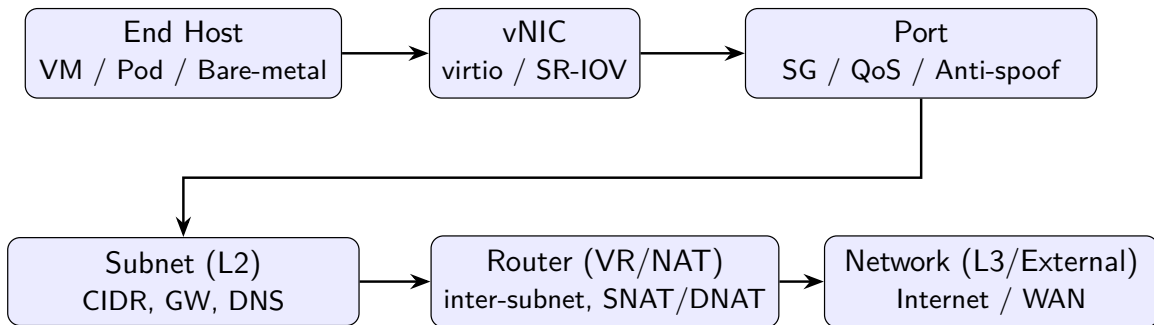 End Host
VM / Pod / Bare-metal
vNIC
virtio / SR-IOV
Port
SG / QoS / Anti-spoof
Subnet (L2)
CIDR, GW, DNS
Router (VR/NAT)
inter-subnet, SNAT/DNAT
Network (L3/External)
Internet / WAN